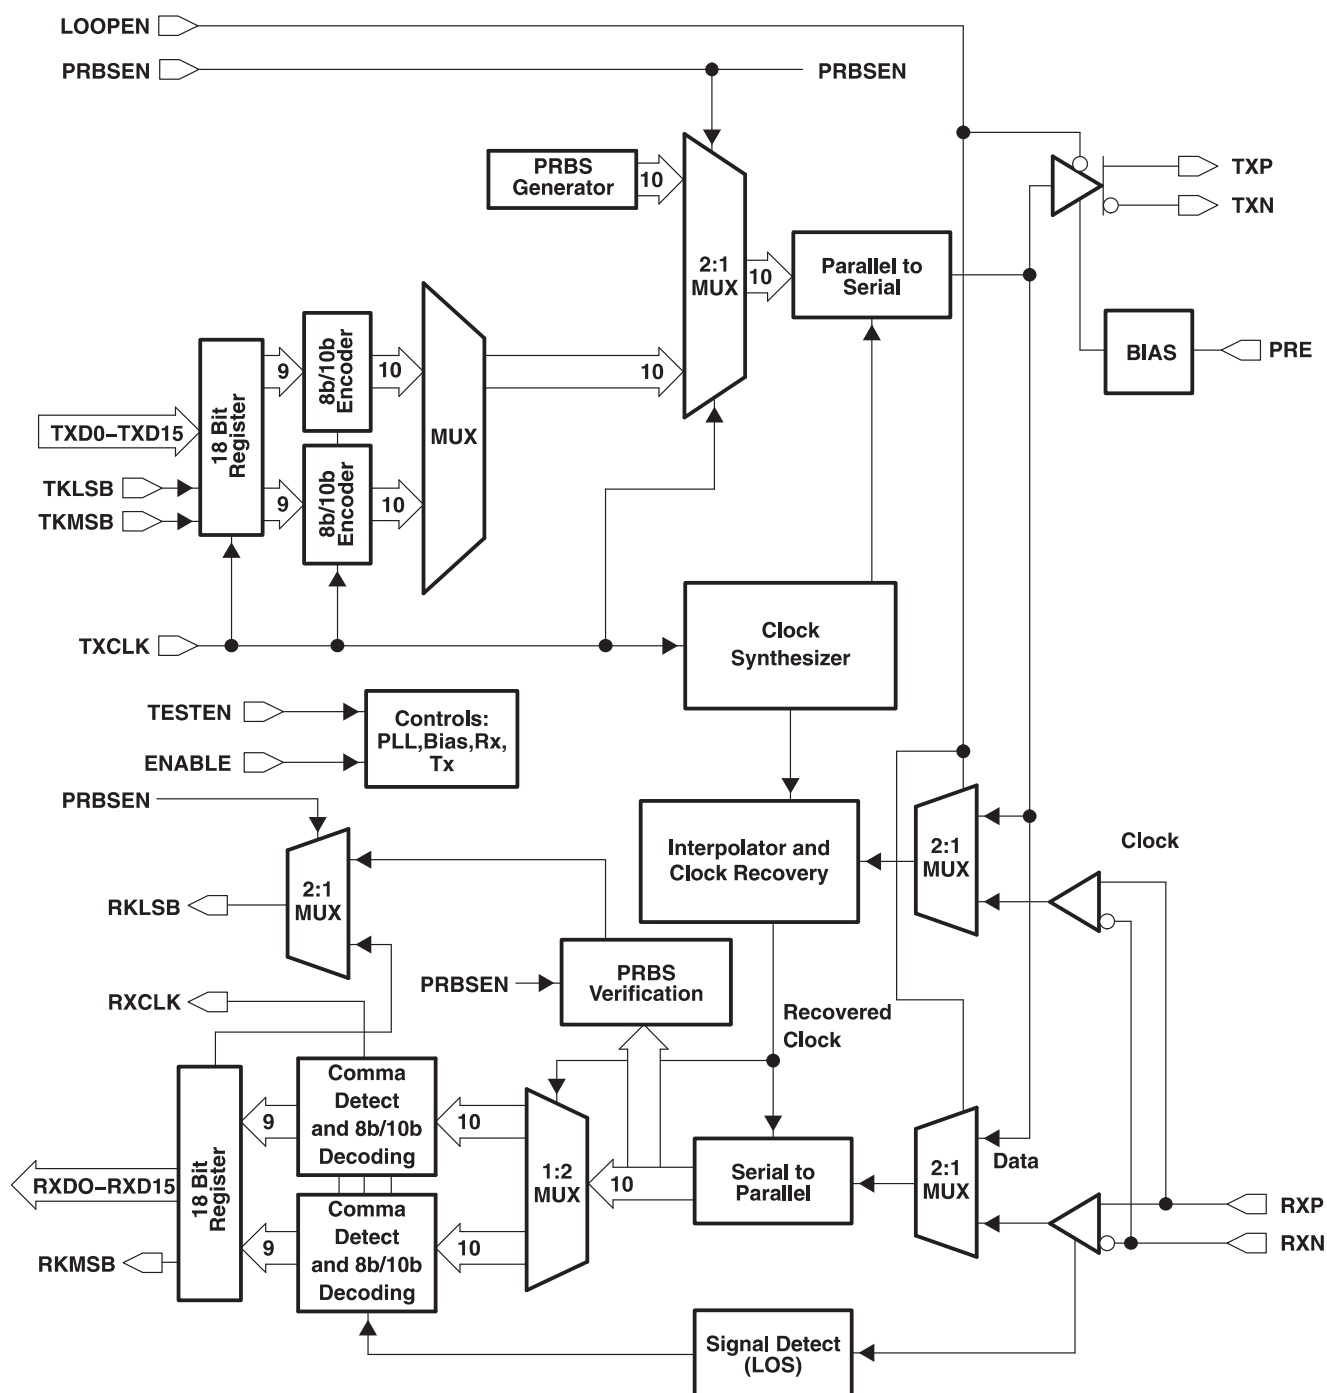 LOOPEN
PRBSEN
PRBSEN
PRBS
Generator
10
TXP
TXN
2:1
MUX
10
Parallel to
Serial
BIAS
PRE
18 Bit
Register
9
8b/10b
Encoder
10
10
MUX
TXD0–TXD15
TKLSB
TKMSB
9
8b/10b
Encoder
10
TXCLK
Clock
Synthesizer
TESTEN
ENABLE
Controls:
PLL,Bias,Rx,
Tx
PRBSEN
2:1
MUX
RKLSB
Interpolator and
Clock Recovery
2:1
MUX
Clock
PRBSEN
PRBS
Verification
RXCLK
Recovered
Clock
Comma
Detect
and 8b/10b
Decoding
9
10
18 Bit
Register
RXDO–RXD15
1:2
MUX
10
Serial to
Parallel
2:1
MUX
Data
RXP
RXN
RKMSB
9
Comma
Detect
and 8b/10b
Decoding
10
Signal Detect
(LOS)